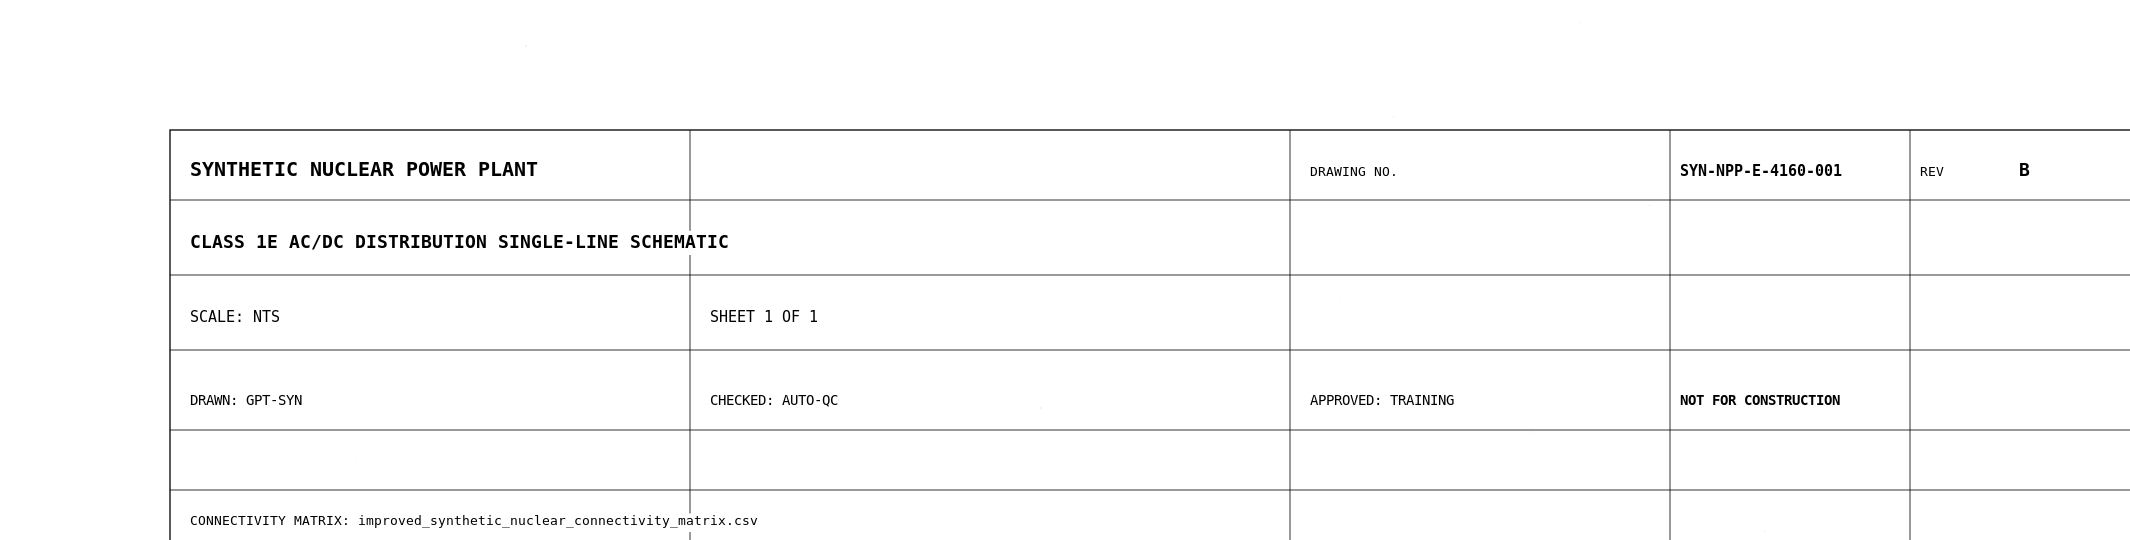 SYNTHETIC NUCLEAR POWER PLANT DRAWING NO. SYN-NPP-E-4160-001 REV B
CLASS 1E AC/DC DISTRIBUTION SINGLE-LINE SCHEMATIC
SCALE: NTS SHEET 1 OF 1
DRAWN: GPT-SYN CHECKED: AUTO-QC APPROVED: TRAINING NOT FOR CONSTRUCTION
CONNECTIVITY MATRIX: improved_synthetic_nuclear_connectivity_matrix.csv